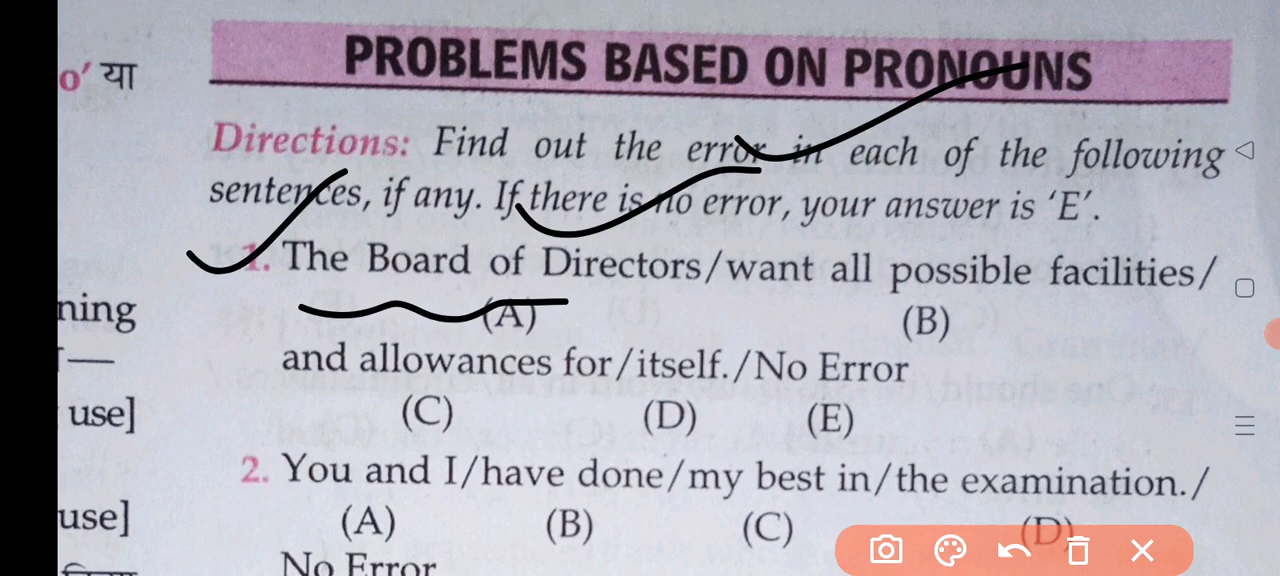 PROBLEMS BASED ON PRONOUNS
o' या
Directions: Find out the error in each of the following
sentences, if any. If there is no error, your answer is 'E'.
1. The Board of Directors/want all possible facilities/
(A) (B)
ning
and allowances for/itself./No Error
(C) (D) (E)
use]
2. You and I/have done/my best in/the examination./
(A) (B) (C) (D)
use]
No Error